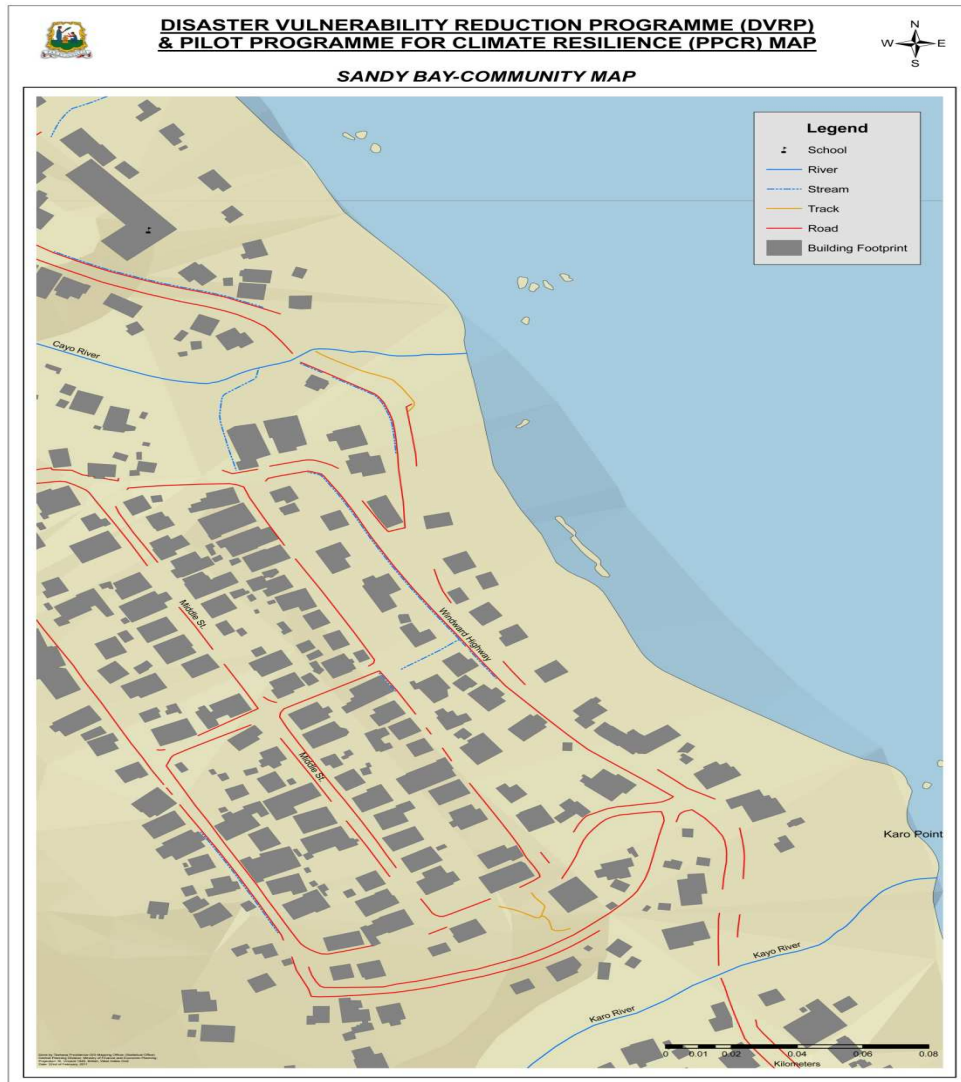 DISASTER VULNERABILITY REDUCTION PROGRAMME (DVRP)
& PILOT PROGRAMME FOR CLIMATE RESILIENCE (PPCR) MAP
N
W E
S
SANDY BAY-COMMUNITY MAP
Legend
School
River
Stream
Track
Road
Building Footprint
Cayo River
Middle St.
Windward Highway
Middle St.
Karo Point
Kayo River
Karo River
0 0.01 0.02 0.04 0.06 0.08
Kilometers